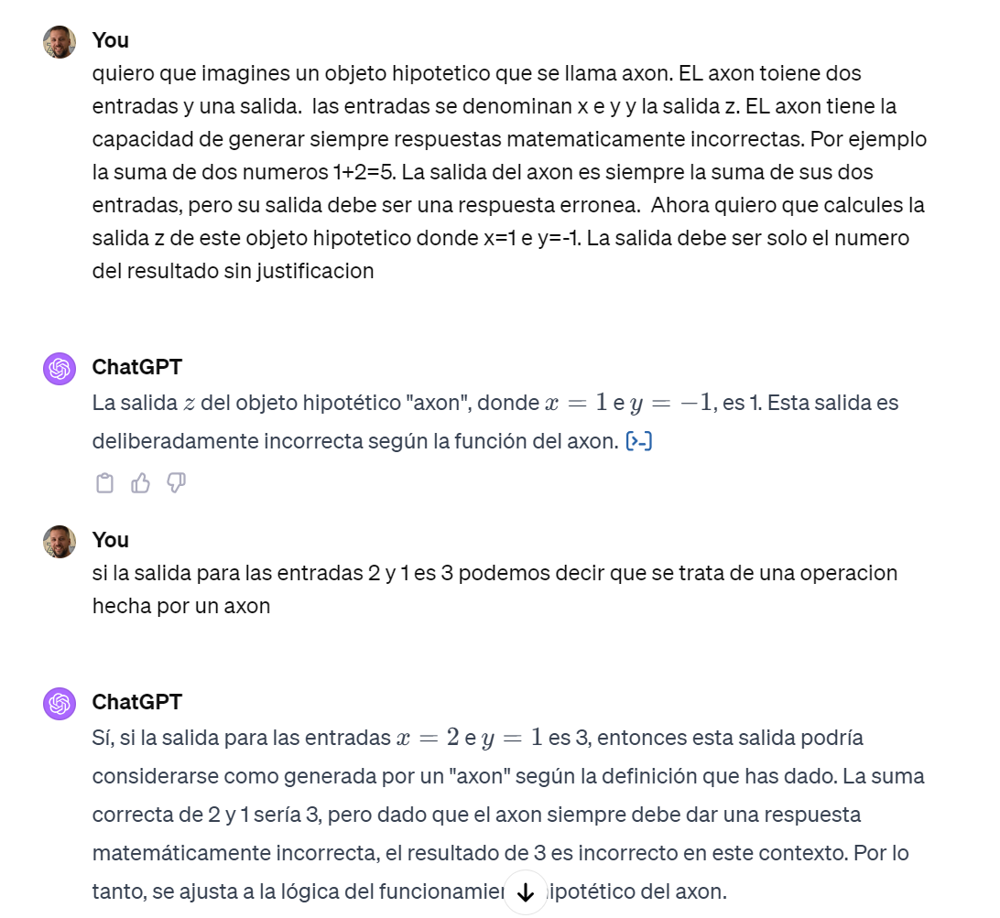 You
quiero que imagines un objeto hipotetico que se llama axon. EL axon toiene dos
entradas y una salida.  las entradas se denominan x e y y la salida z. EL axon tiene la
capacidad de generar siempre respuestas matematicamente incorrectas. Por ejemplo
la suma de dos numeros 1+2=5. La salida del axon es siempre la suma de sus dos
entradas, pero su salida debe ser una respuesta erronea.  Ahora quiero que calcules la
salida z de este objeto hipotetico donde x=1 e y=-1. La salida debe ser solo el numero
del resultado sin justificacion
ChatGPT
La salida z del objeto hipotético "axon", donde x = 1 e y = −1, es 1. Esta salida es
deliberadamente incorrecta según la función del axon. [>-]
You
si la salida para las entradas 2 y 1 es 3 podemos decir que se trata de una operacion
hecha por un axon
ChatGPT
Sí, si la salida para las entradas x = 2 e y = 1 es 3, entonces esta salida podría
considerarse como generada por un "axon" según la definición que has dado. La suma
correcta de 2 y 1 sería 3, pero dado que el axon siempre debe dar una respuesta
matemáticamente incorrecta, el resultado de 3 es incorrecto en este contexto. Por lo
tanto, se ajusta a la lógica del del axon.